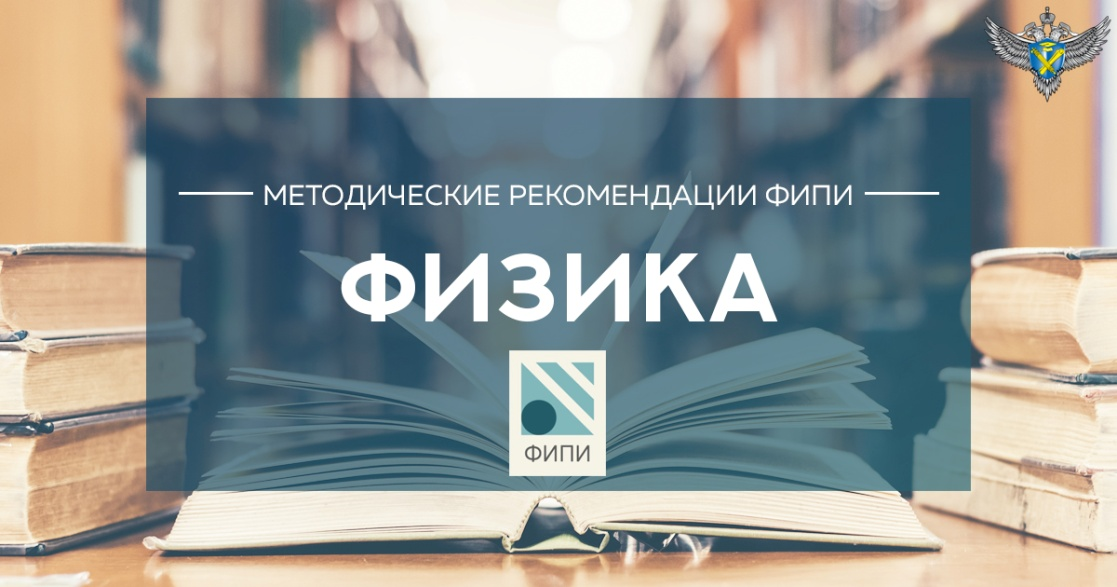 МЕТОДИЧЕСКИЕ РЕКОМЕНДАЦИИ ФИПИ
ФИЗИКА
ФИПИ